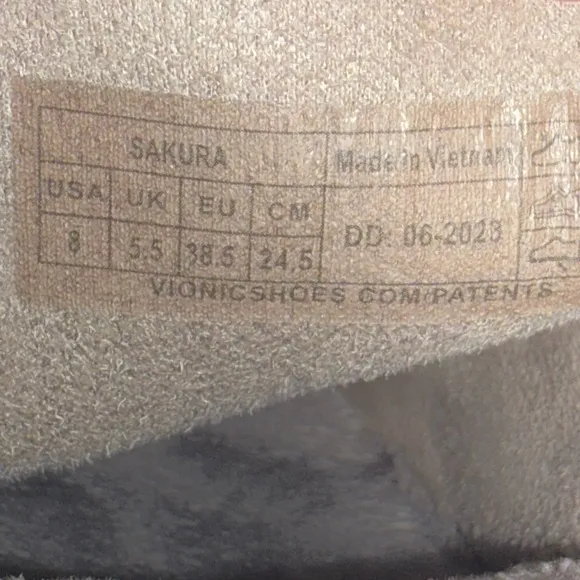 SAKURA Made in Vietnam
USA UK EU CM
8 5.5 38.5 24.5 DD: 06-2023
VIONICSHOES COM/PATENTS